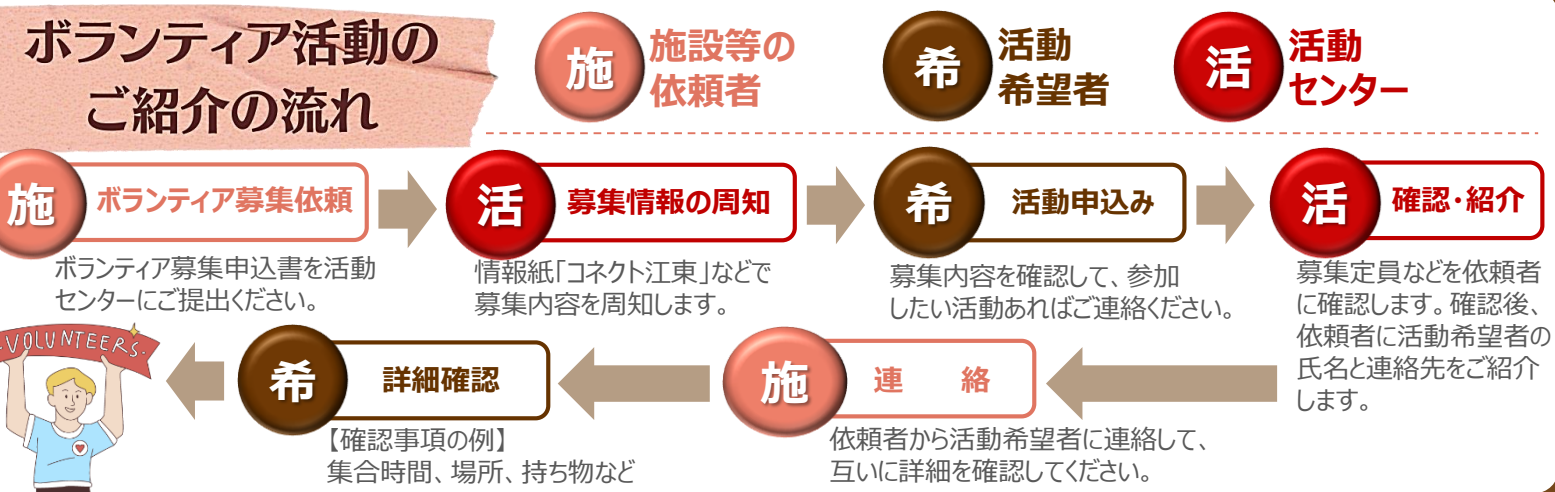 ボランティア活動の
ご紹介の流れ
施 施設等の
依頼者
希 活動
希望者
活 活動
センター
施 ボランティア募集依頼
ボランティア募集申込書を活動
センターにご提出ください。
活 募集情報の周知
情報紙「コネクト江東」などで
募集内容を周知します。
希 活動申込み
募集内容を確認して、参加
したい活動あればご連絡ください。
活 確認・紹介
募集定員などを依頼者
に確認します。確認後、
依頼者に活動希望者の
氏名と連絡先をご紹介
します。
施 連 絡
依頼者から活動希望者に連絡して、
互いに詳細を確認してください。
希 詳細確認
【確認事項の例】
集合時間、場所、持ち物など
・VOLUNTEERS・